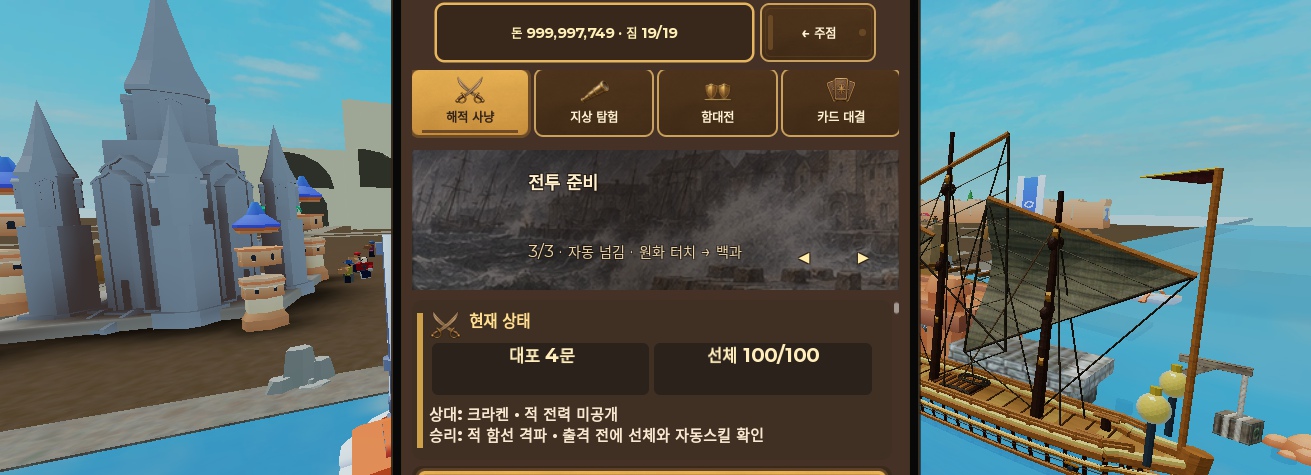 돈 999,997,749 · 짐 19/19
← 주점
해적 사냥
지상 탐험
함대전
카드 대결
전투 준비
3/3 · 자동 넘김 · 원화 터치 → 백과
현재 상태
대포 4문
선체 100/100
상대: 크라켄 • 적 전력 미공개
승리: 적 함선 격파 • 출격 전에 선체와 자동스킬 확인